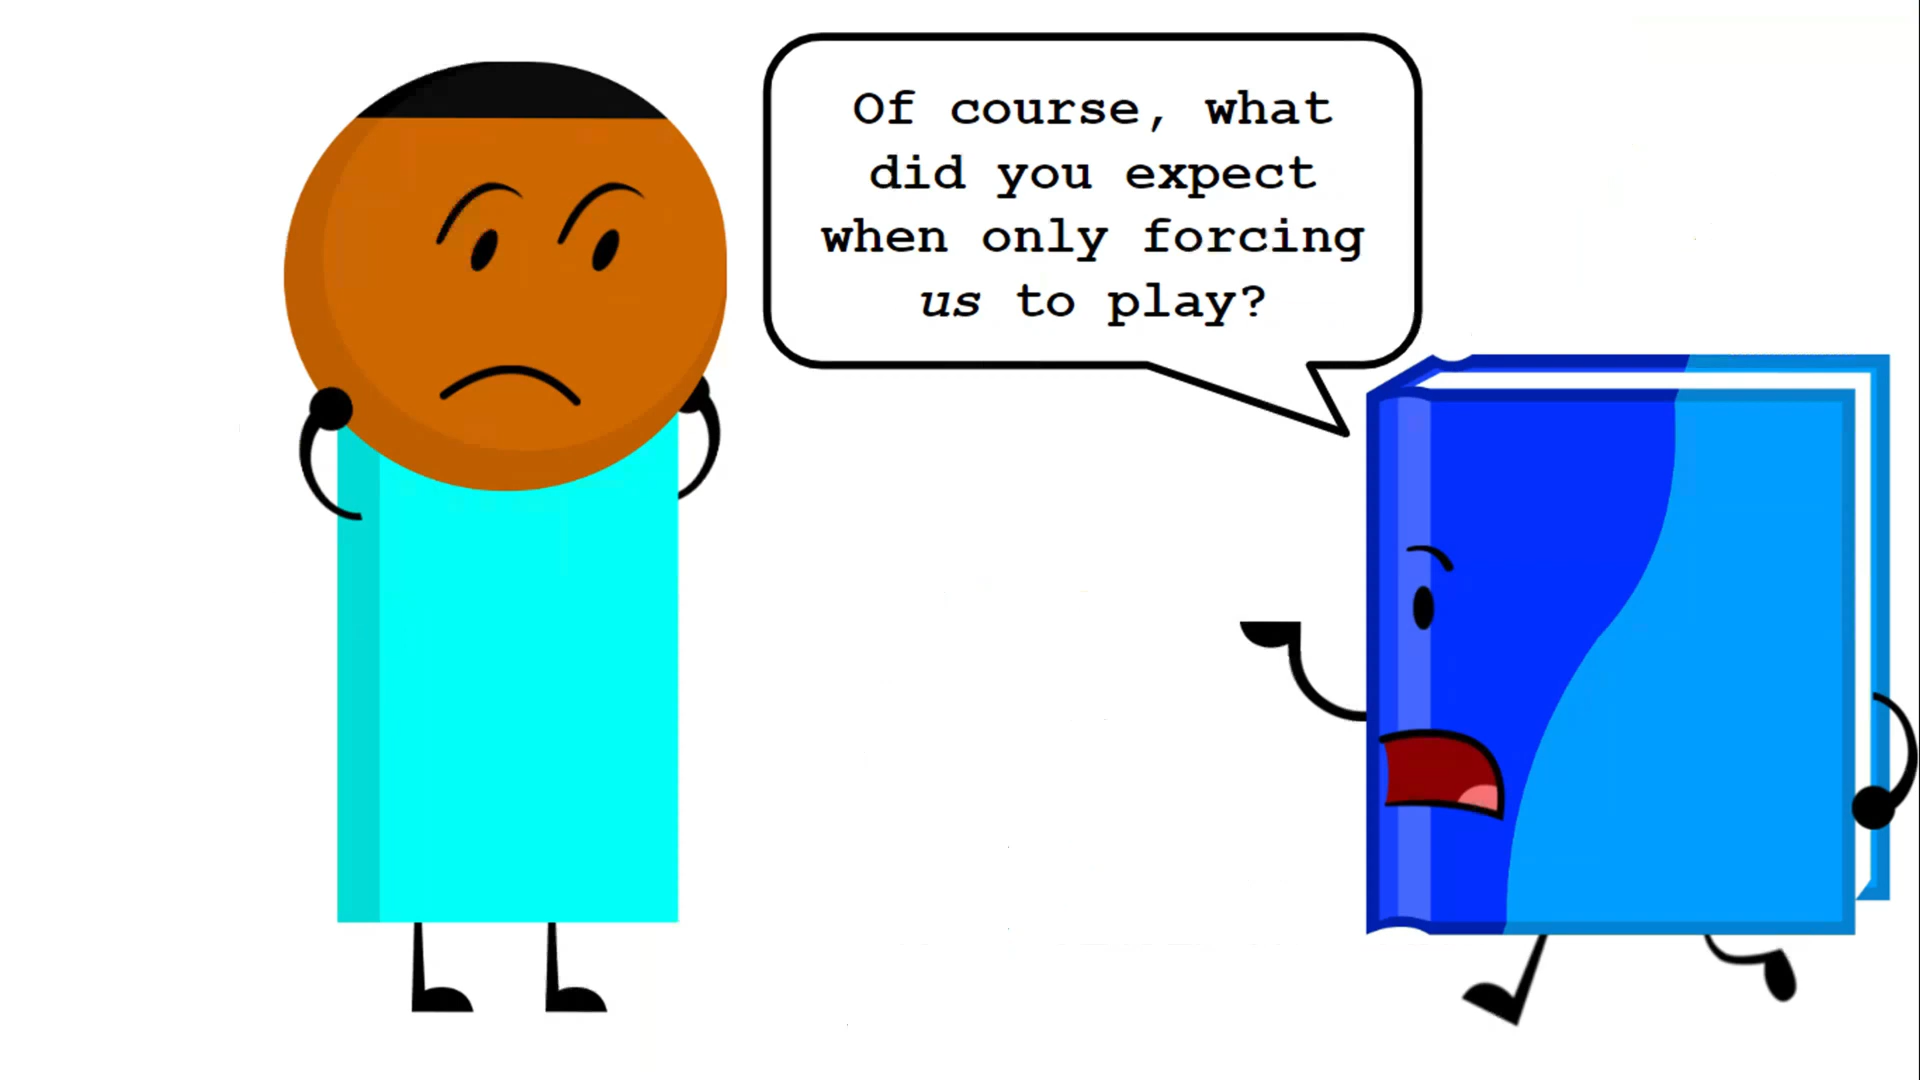 Of course, what
did you expect
when only forcing
us to play?